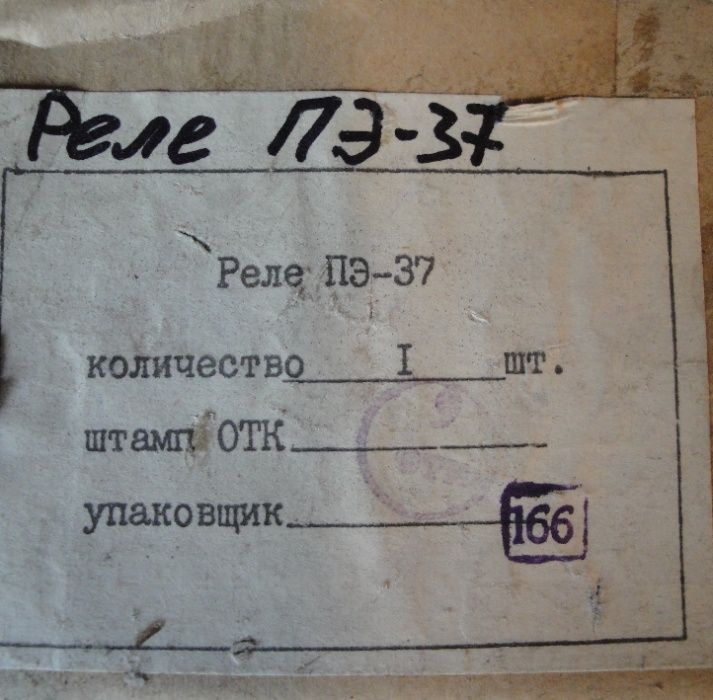 Реле ПЭ-37
Реле ПЭ-37
количество I шт.
штамп ОТК
упаковщик 166